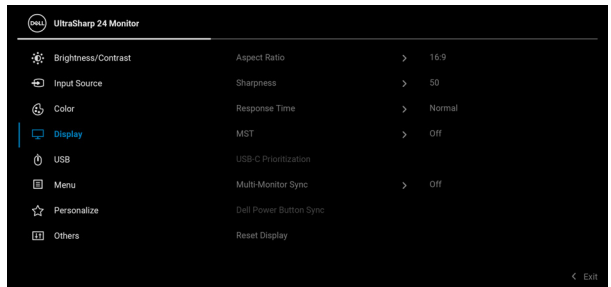 DELL UltraSharp 24 Monitor
Brightness/Contrast Aspect Ratio > 16:9
Input Source Sharpness > 50
Color Response Time > Normal
Display MST > Off
USB USB-C Prioritization
Menu Multi-Monitor Sync > Off
Personalize Dell Power Button Sync
Others Reset Display
< Exit